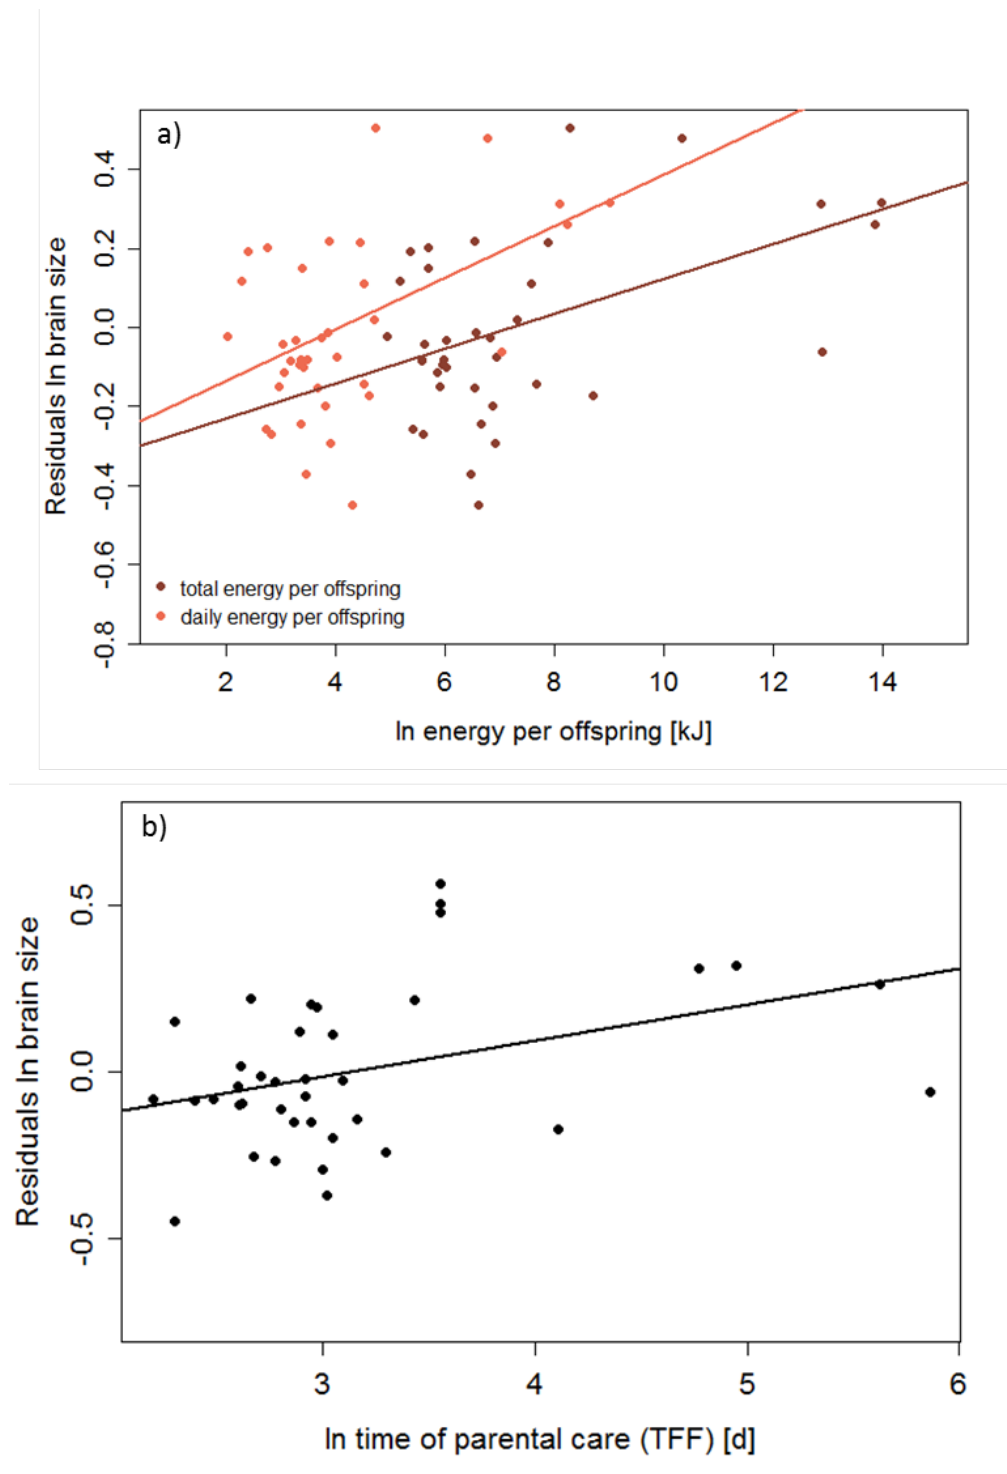 a)
Residuals ln brain size
0.4
0.2
0.0
-0.2
-0.4
-0.6
-0.8
total energy per offspring
daily energy per offspring
2 4 6 8 10 12 14
ln energy per offspring [kJ]
b)
Residuals ln brain size
0.5
0.0
-0.5
3 4 5 6
ln time of parental care (TFF) [d]